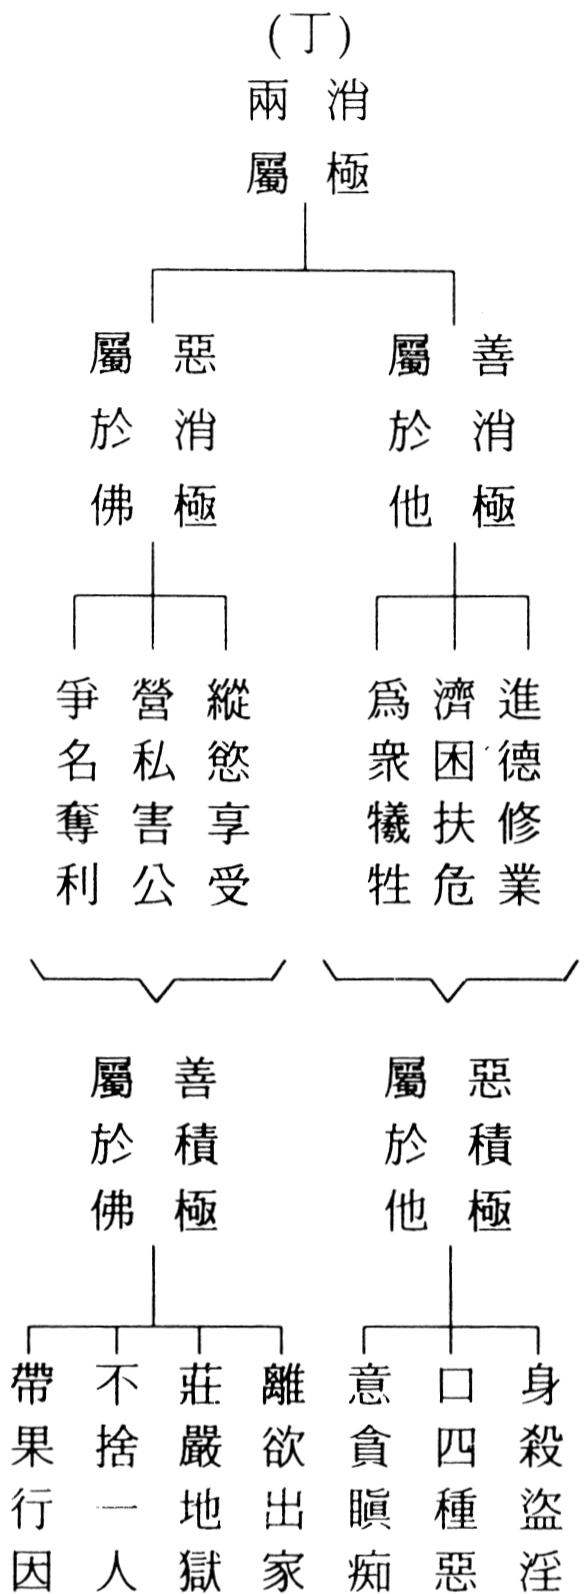 (丁)
消極
兩屬
善消極
屬於他
進德修業
濟困扶危
爲衆犧牲
惡消極
屬於佛
縱慾享受
營私害公
爭名奪利
惡積極
屬於他
身殺盜淫
口四種惡
意貪瞋痴
善積極
屬於佛
離欲出家
莊嚴地獄
不捨一人
帶果行因